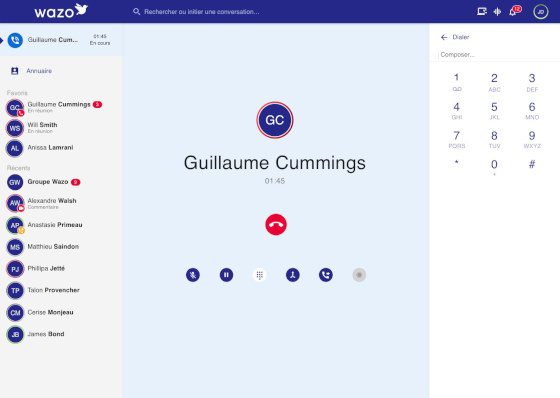 wazo
Rechercher ou initier une conversation...
JD
Guillaume Cum...
01:45
En cours
Annuaire
Favoris
GC
Guillaume Cummings
En réunion
WS
Will Smith
En réunion
AL
Anissa Lamrani
Récents
GW
Groupe Wazo
AW
Alexandre Walsh
Commentaire
AP
Anastasie Primeau
MS
Matthieu Saindon
PJ
Phillipa Jetté
TP
Talon Provencher
CM
Cerise Monjeau
JB
James Bond
GC
Guillaume Cummings
01:45
Dialer
Composer...
1
2
ABC
3
DEF
4
GHI
5
JKL
6
MNO
7
PQRS
8
TUV
9
WXYZ
*
0
+
#